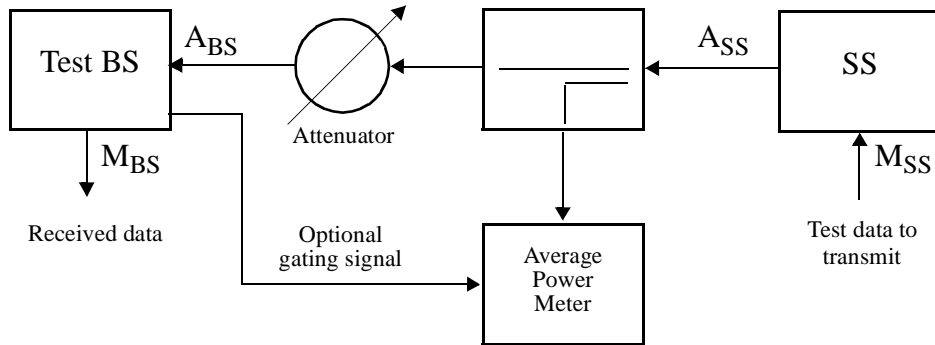 Test BS
A_BS
Attenuator
A_SS
SS
M_BS
M_SS
Received data
Optional
gating signal
Average
Power
Meter
Test data to
transmit